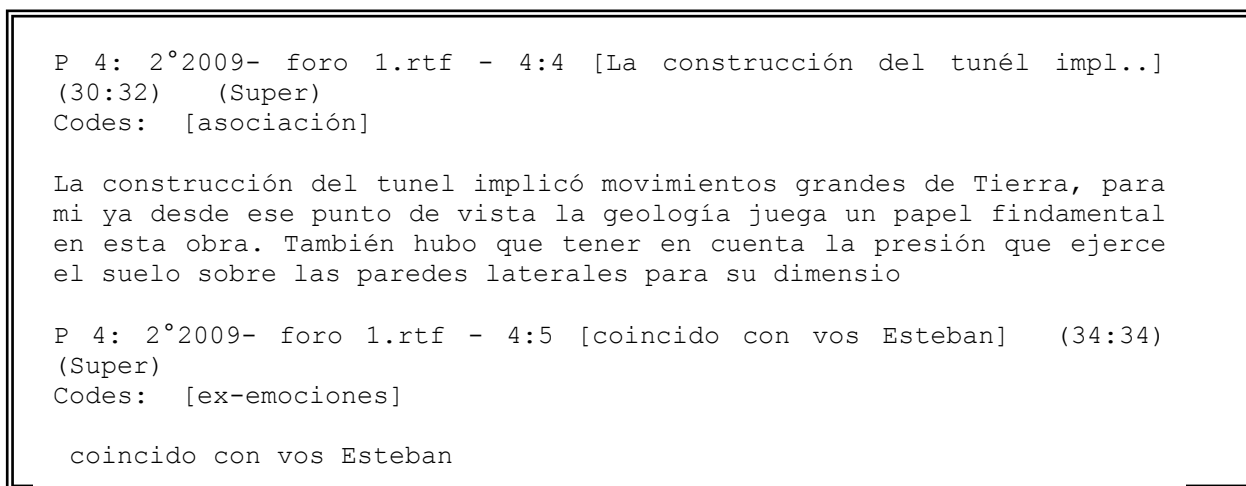 P 4: 2°2009- foro 1.rtf - 4:4 [La construcción del tunél impl..]
(30:32) (Super)
Codes: [asociación]
La construcción del tunel implicó movimientos grandes de Tierra, para
mi ya desde ese punto de vista la geología juega un papel findamental
en esta obra. También hubo que tener en cuenta la presión que ejerce
el suelo sobre las paredes laterales para su dimensio
P 4: 2°2009- foro 1.rtf - 4:5 [coincido con vos Esteban] (34:34)
(Super)
Codes: [ex-emociones]
coincido con vos Esteban